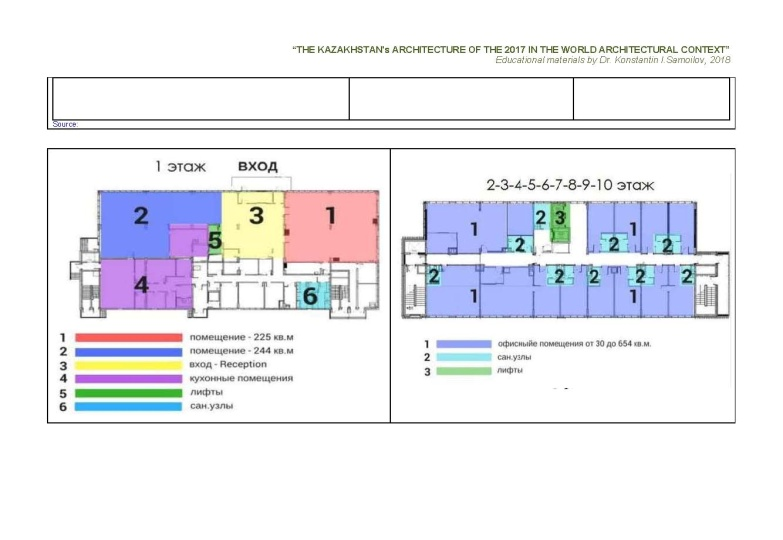 “THE KAZAKHSTAN's ARCHITECTURE OF THE 2017 IN THE WORLD ARCHITECTURAL CONTEXT”
Educational materials by Dr. Konstantin I.Samoilov, 2018
Source:
1 этаж ВХОД
2 3 1
5
4
6
1 помещение - 225 кв.м
2 помещение - 244 кв.м
3 вход - Reception
4 кухонные помещения
5 лифты
6 сан.узлы
2-3-4-5-6-7-8-9-10 этаж
1 2 3 1
2 2 2
2 2 2 2 2
1 1
1 офисныйе помещения от 30 до 654 кв.м.
2 сан.узлы
3 лифты